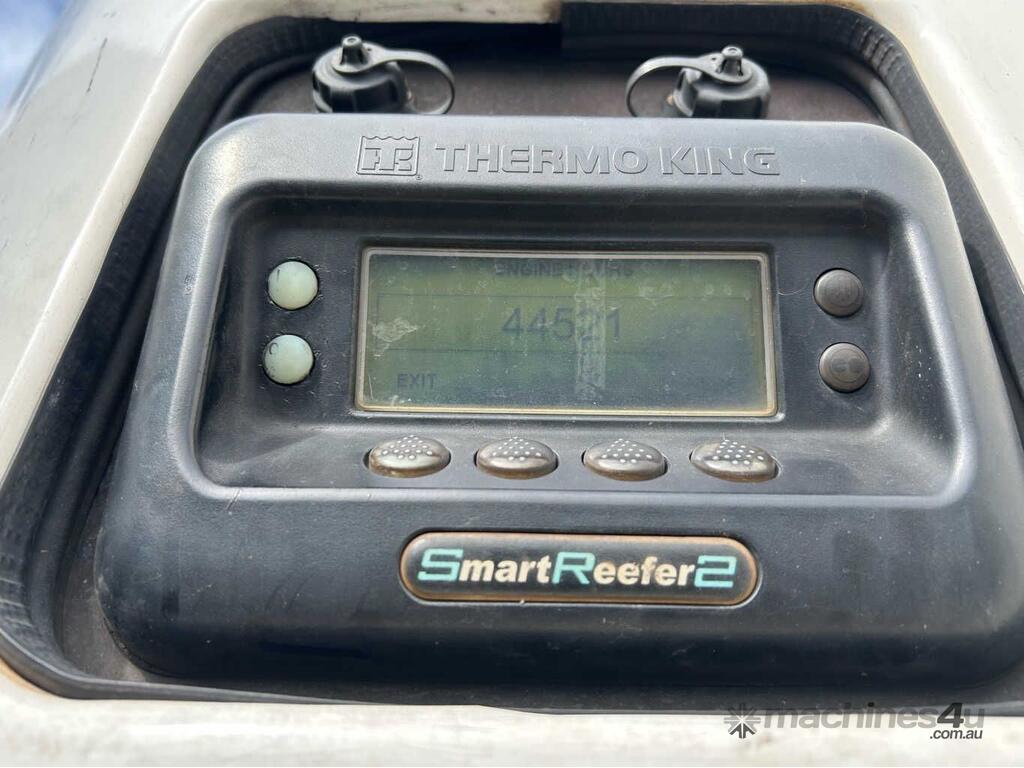 THERMO KING
ENGINE HOURS
44521
EXIT
SmartReefer2
machines4u
.com.au